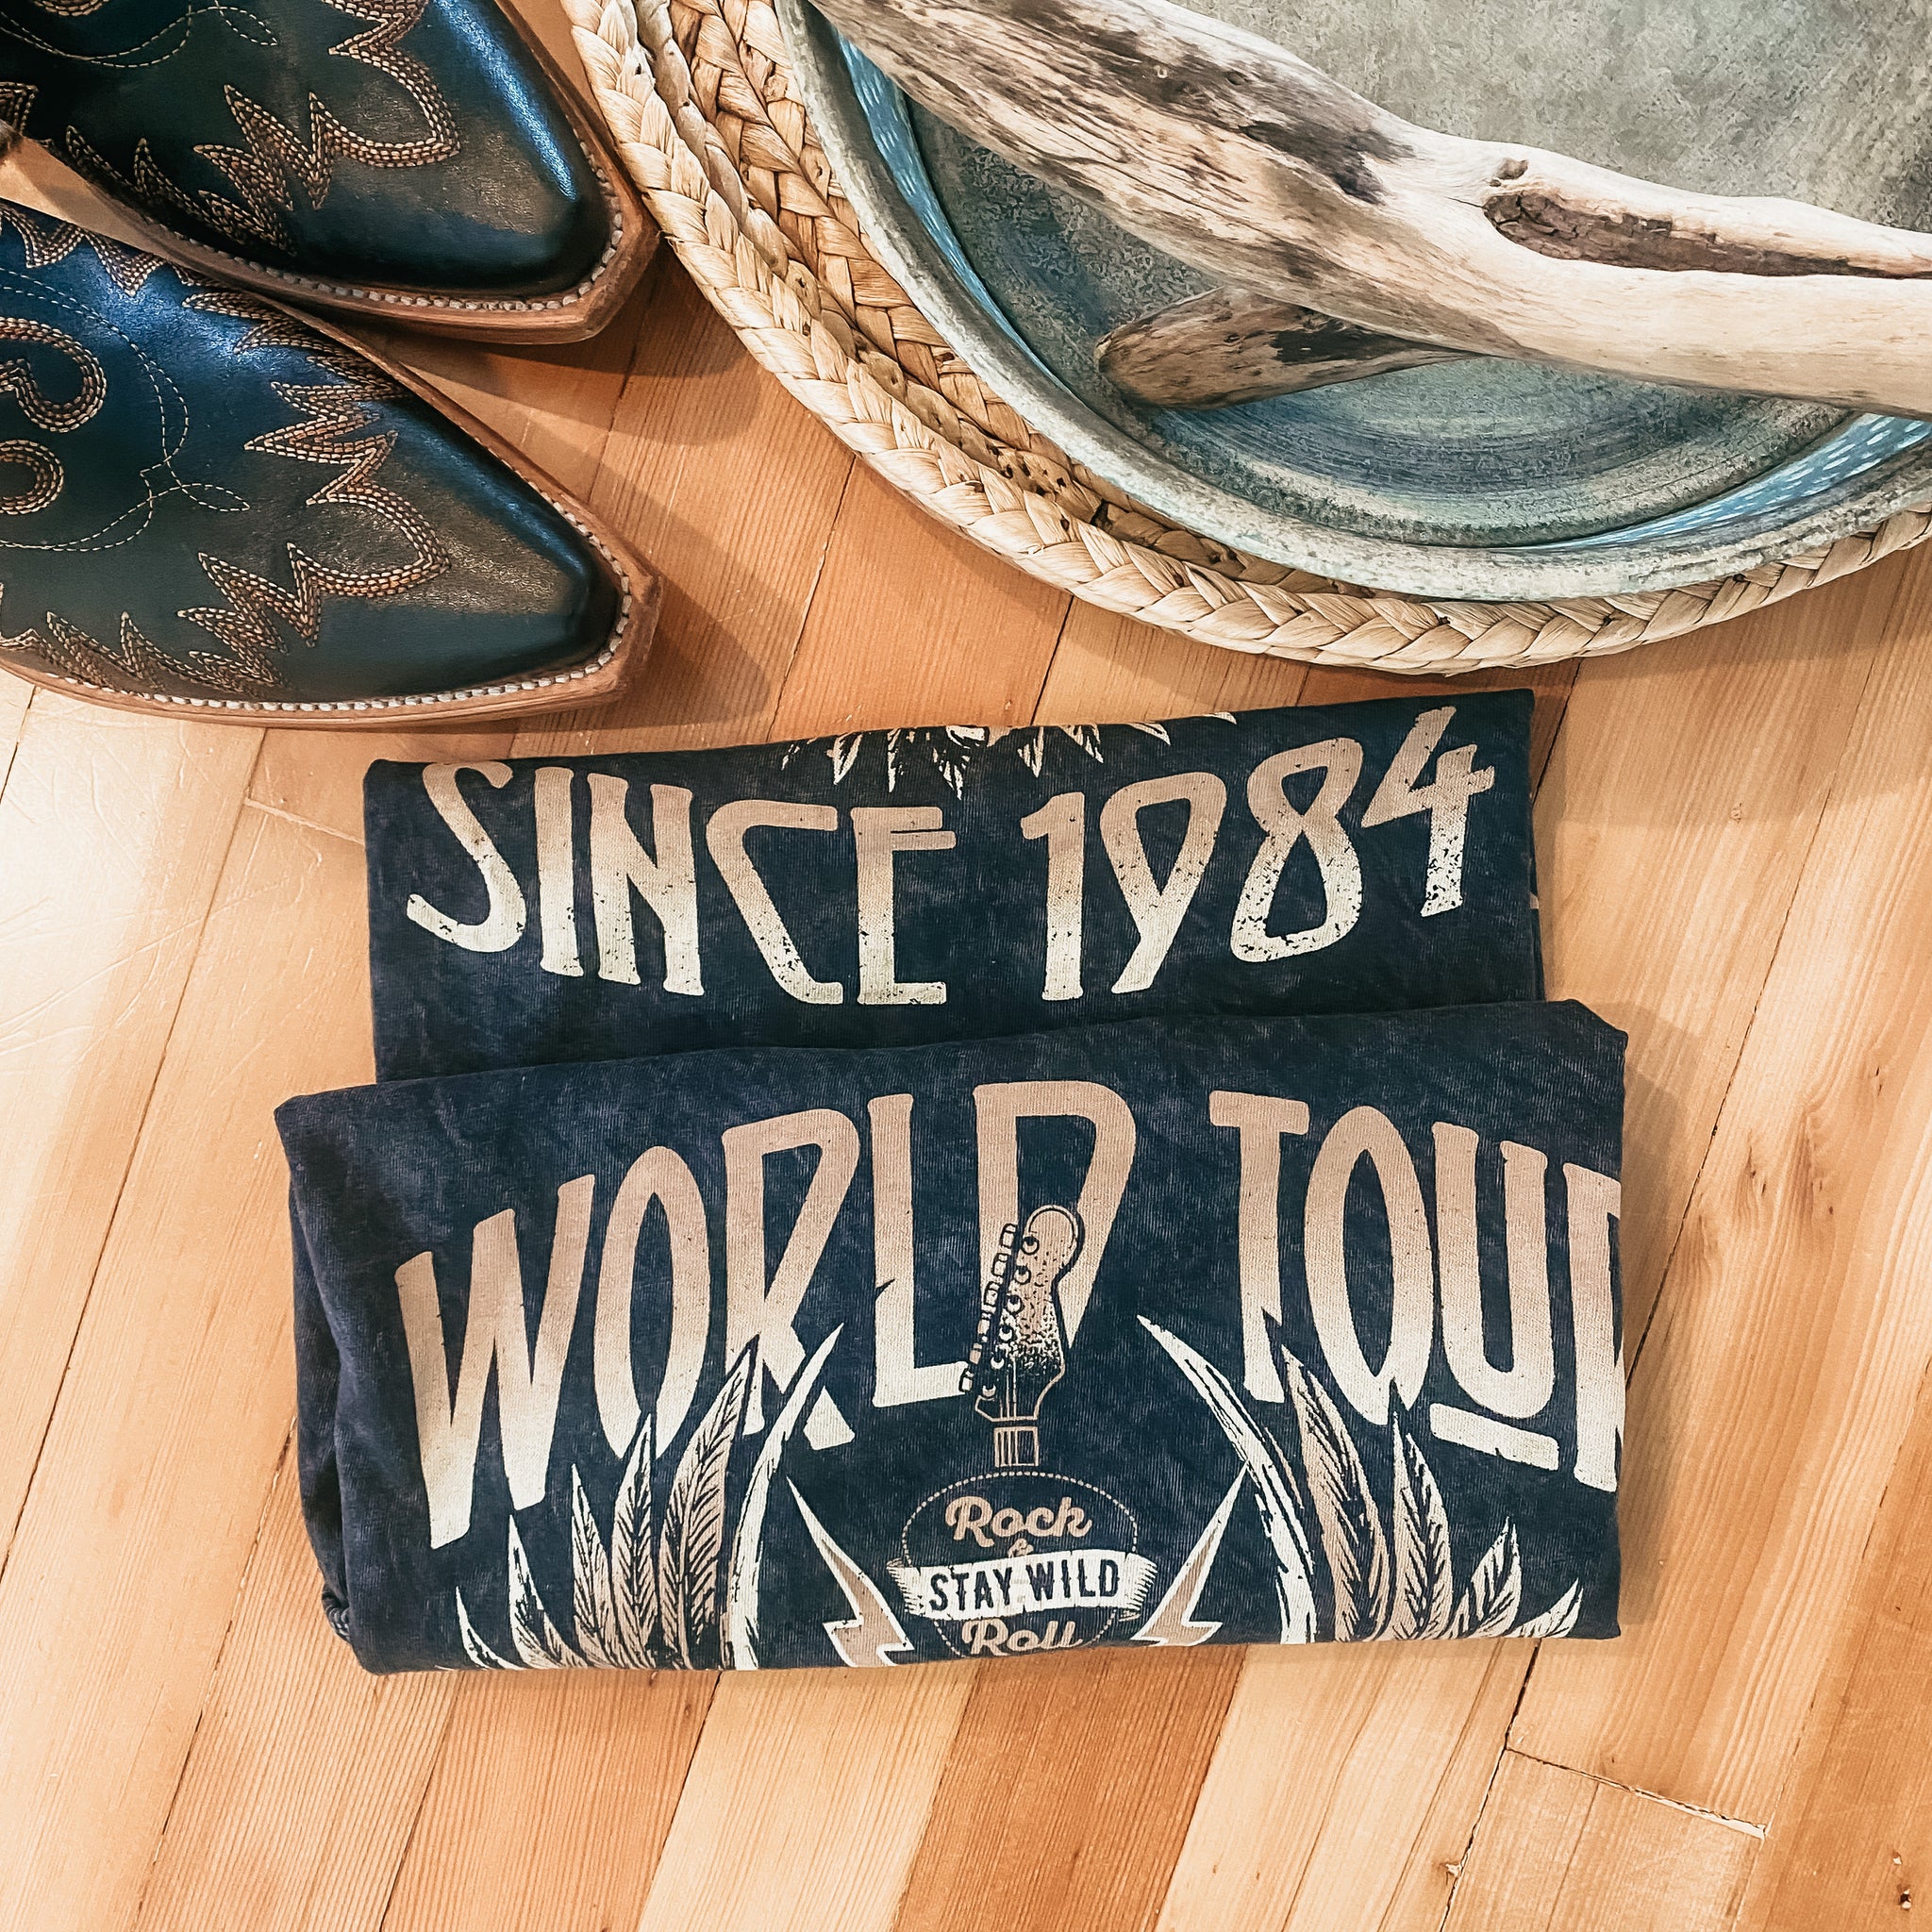 SINCE 1984
WORLD TOUR
Rock
&
STAY WILD
Roll